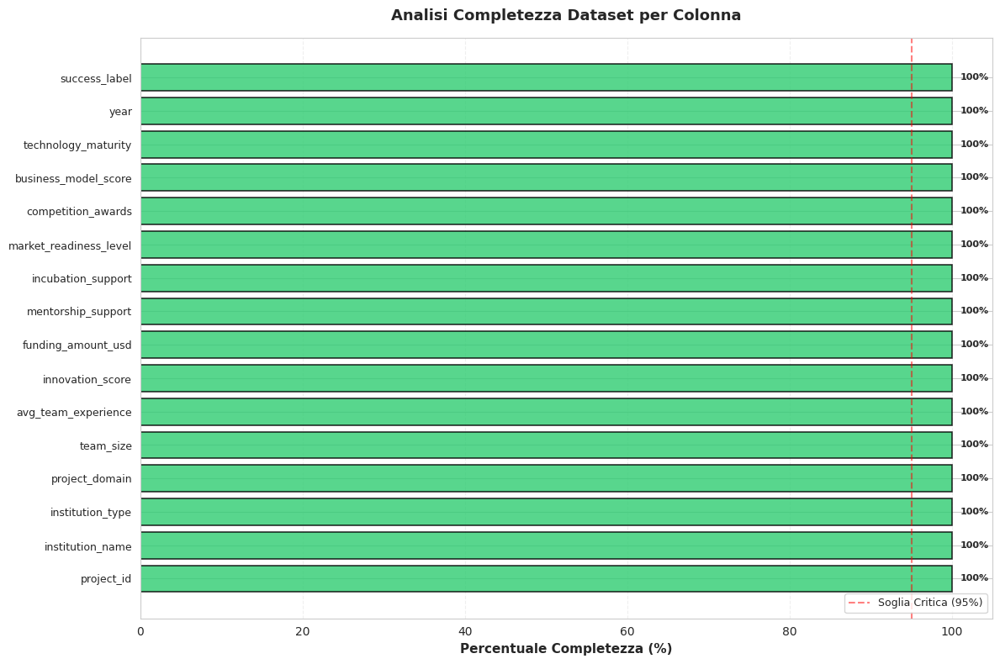 Analisi Completezza Dataset per Colonna
success_label 100%
year 100%
technology_maturity 100%
business_model_score 100%
competition_awards 100%
market_readiness_level 100%
incubation_support 100%
mentorship_support 100%
funding_amount_usd 100%
innovation_score 100%
avg_team_experience 100%
team_size 100%
project_domain 100%
institution_type 100%
institution_name 100%
project_id 100%
Soglia Critica (95%)
0 20 40 60 80 100
Percentuale Completezza (%)